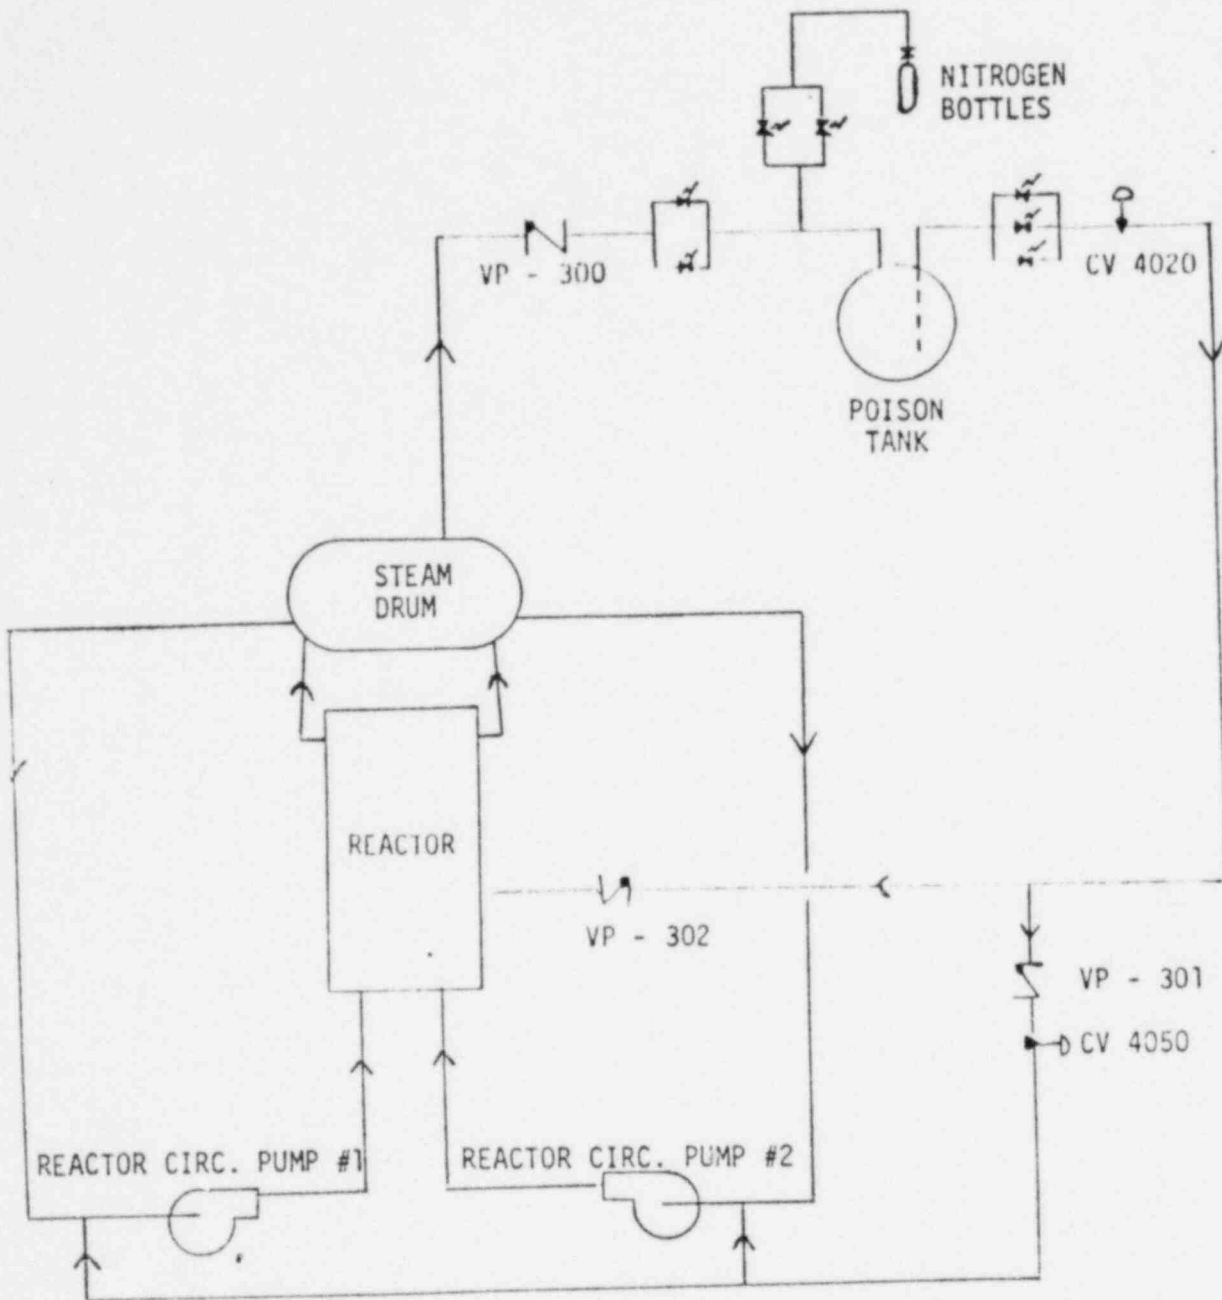 NITROGEN
BOTTLES
VP - 300
CV 4020
POISON
TANK
STEAM
DRUM
REACTOR
VP - 302
VP - 301
CV 4050
REACTOR CIRC. PUMP #1
REACTOR CIRC. PUMP #2